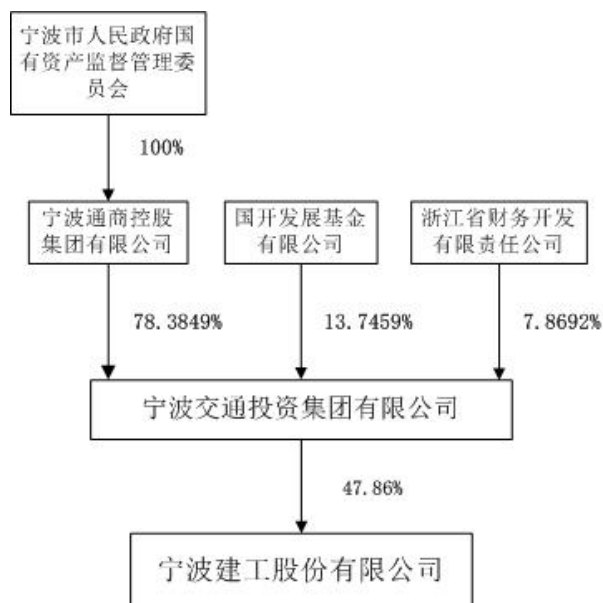 宁波市人民政府国
有资产监督管理委
员会
100%
宁波通商控股
集团有限公司
国开发展基金
有限公司
浙江省财务开发
有限责任公司
78.3849%
13.7459%
7.8692%
宁波交通投资集团有限公司
47.86%
宁波建工股份有限公司